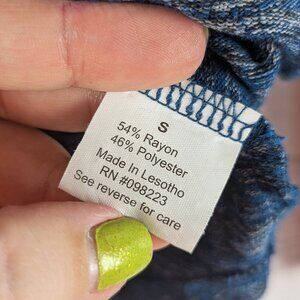 S
54% Rayon
46% Polyester
Made in Lesotho
RN #098223
See reverse for care